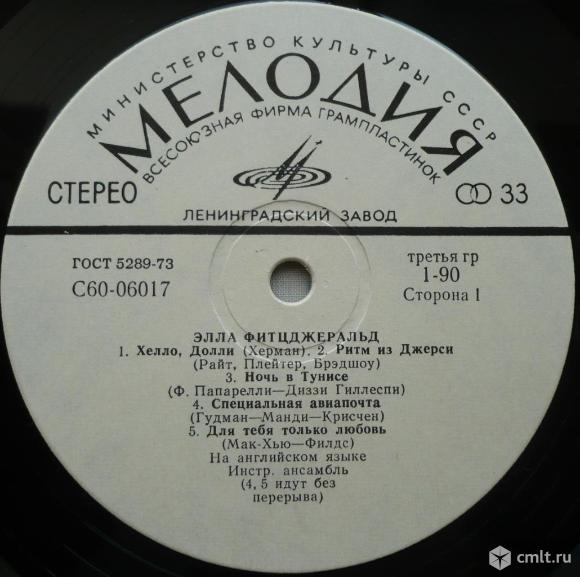 МИНИСТЕРСТВО КУЛЬТУРЫ СССР
МЕЛОДИЯ
ВСЕСОЮЗНАЯ ФИРМА ГРАМПЛАСТИНОК
СТЕРЕО
33
ЛЕНИНГРАДСКИЙ ЗАВОД
ГОСТ 5289-73
С60-06017
третья гр
1-90
Сторона 1
ЭЛЛА ФИТЦДЖЕРАЛЬД
1. Хелло, Долли (Херман). 2. Ритм из Джерси
(Райт, Плейтер, Брэдшоу)
3. Ночь в Тунисе
(Ф. Папарелли—Диззи Гиллеспи)
4. Специальная авиапочта
(Гудман—Манди—Крисчен)
5. Для тебя только любовь
(Мак-Хью—Филдс)
На английском языке
Инстр. ансамбль
(4, 5 идут без
перерыва)
cmlt.ru